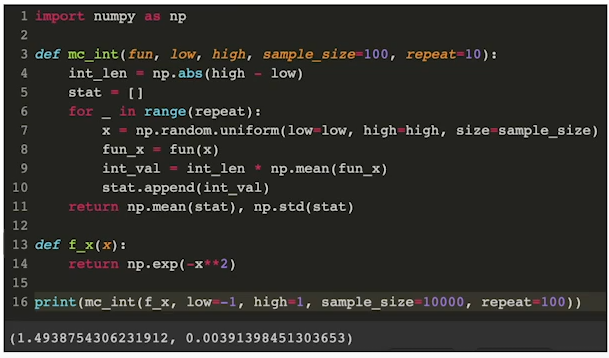 1 import numpy as np
2
3 def mc_int(fun, low, high, sample_size=100, repeat=10):
4     int_len = np.abs(high - low)
5     stat = []
6     for _ in range(repeat):
7         x = np.random.uniform(low=low, high=high, size=sample_size)
8         fun_x = fun(x)
9         int_val = int_len * np.mean(fun_x)
10         stat.append(int_val)
11     return np.mean(stat), np.std(stat)
12
13 def f_x(x):
14     return np.exp(-x**2)
15
16 print(mc_int(f_x, low=-1, high=1, sample_size=10000, repeat=100))
(1.4938754306231912, 0.00391398451303653)